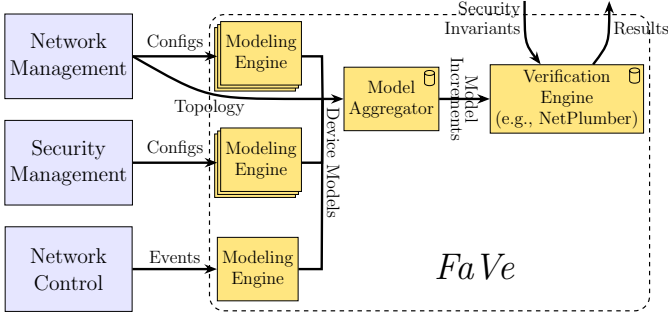 Network
Management
Configs
Modeling
Engine
Topology
Security
Management
Configs
Modeling
Engine
Network
Control
Events
Modeling
Engine
Device Models
Model
Aggregator
Model
Increments
Security
Invariants
Results
Verification
Engine
(e.g., NetPlumber)
FaVe